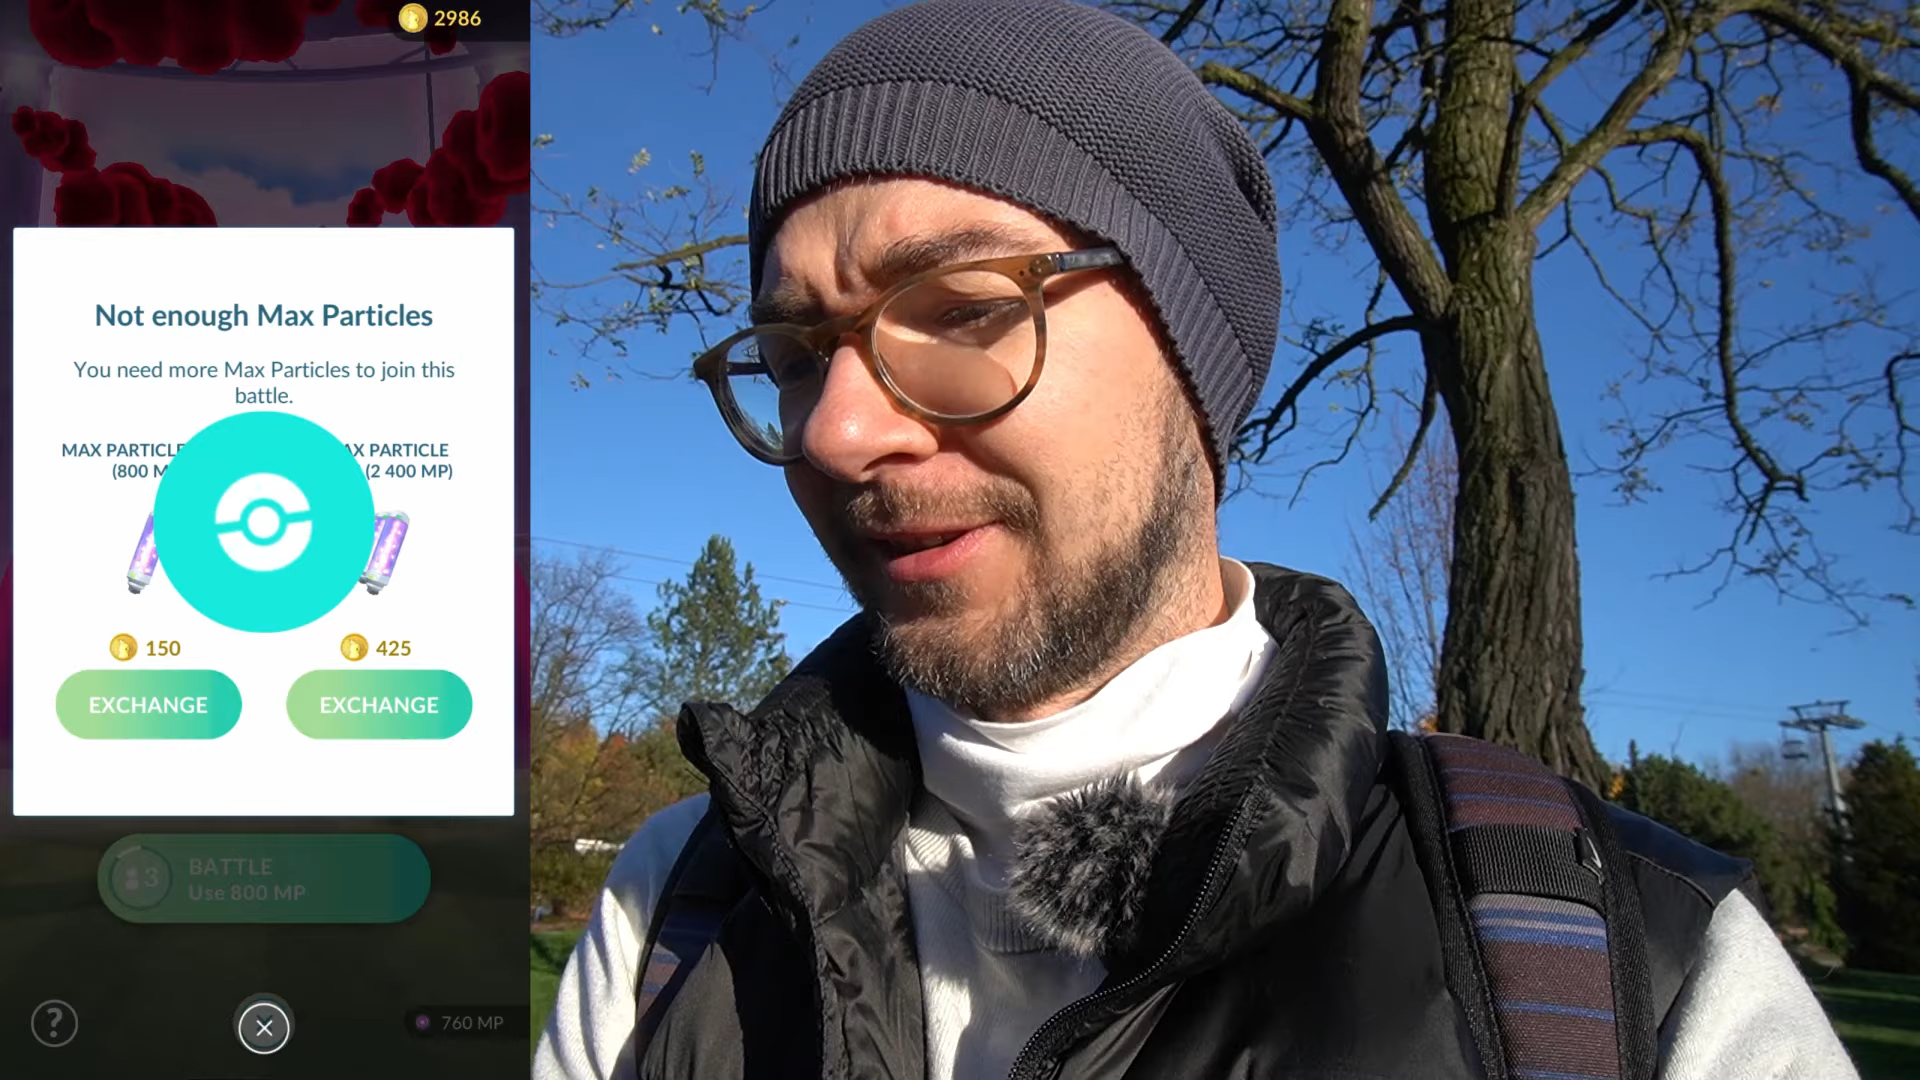 2986
Not enough Max Particles
You need more Max Particles to join this
battle.
MAX PARTICLE
(800 M
AX PARTICLE
(2 400 MP)
150
425
EXCHANGE
EXCHANGE
3
BATTLE
Use 800 MP
?
760 MP